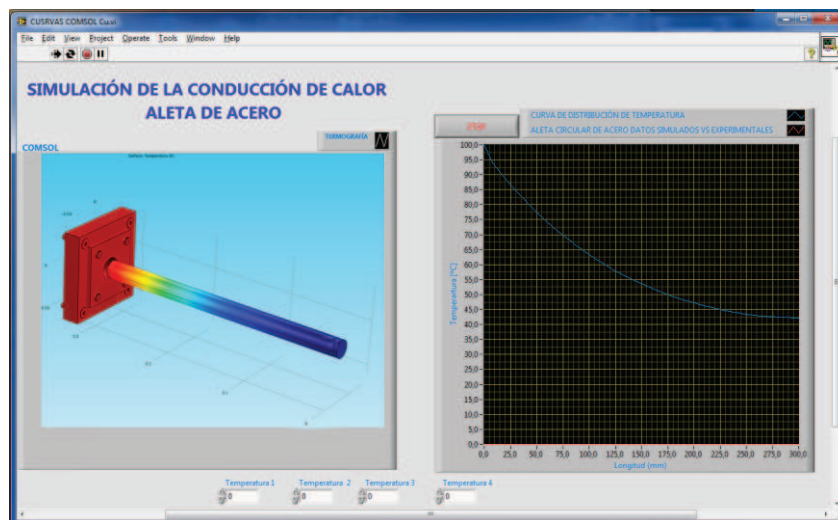 CUSRVAS COMSOL Cu.vi
File Edit View Project Operate Tools Window Help
SIMULACIÓN DE LA CONDUCCIÓN DE CALOR
ALETA DE ACERO
COMSOL
TERMOGRAFÍA
STOP
CURVA DE DISTRIBUCIÓN DE TEMPERATURA
ALETA CIRCULAR DE ACERO DATOS SIMULADOS VS EXPERIMENTALES
100,0
95,0
90,0
85,0
80,0
75,0
70,0
65,0
60,0
55,0
50,0
45,0
40,0
35,0
30,0
25,0
20,0
15,0
10,0
5,0
0,0
Temperartura [ºC]
0,0 25,0 50,0 75,0 100,0 125,0 150,0 175,0 200,0 225,0 250,0 275,0 300,0
Longitud (mm)
Temperatura 1 Temperatura 2 Temperatura 3 Temperatura 4
0 0 0 0